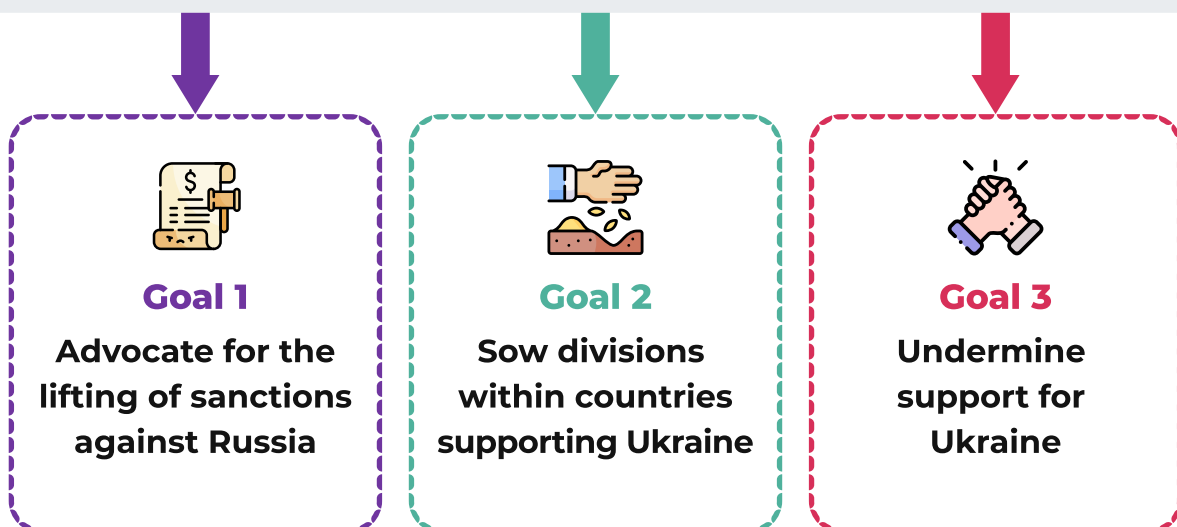 $
Goal 1
Advocate for the
lifting of sanctions
against Russia
Goal 2
Sow divisions
within countries
supporting Ukraine
Goal 3
Undermine
support for
Ukraine